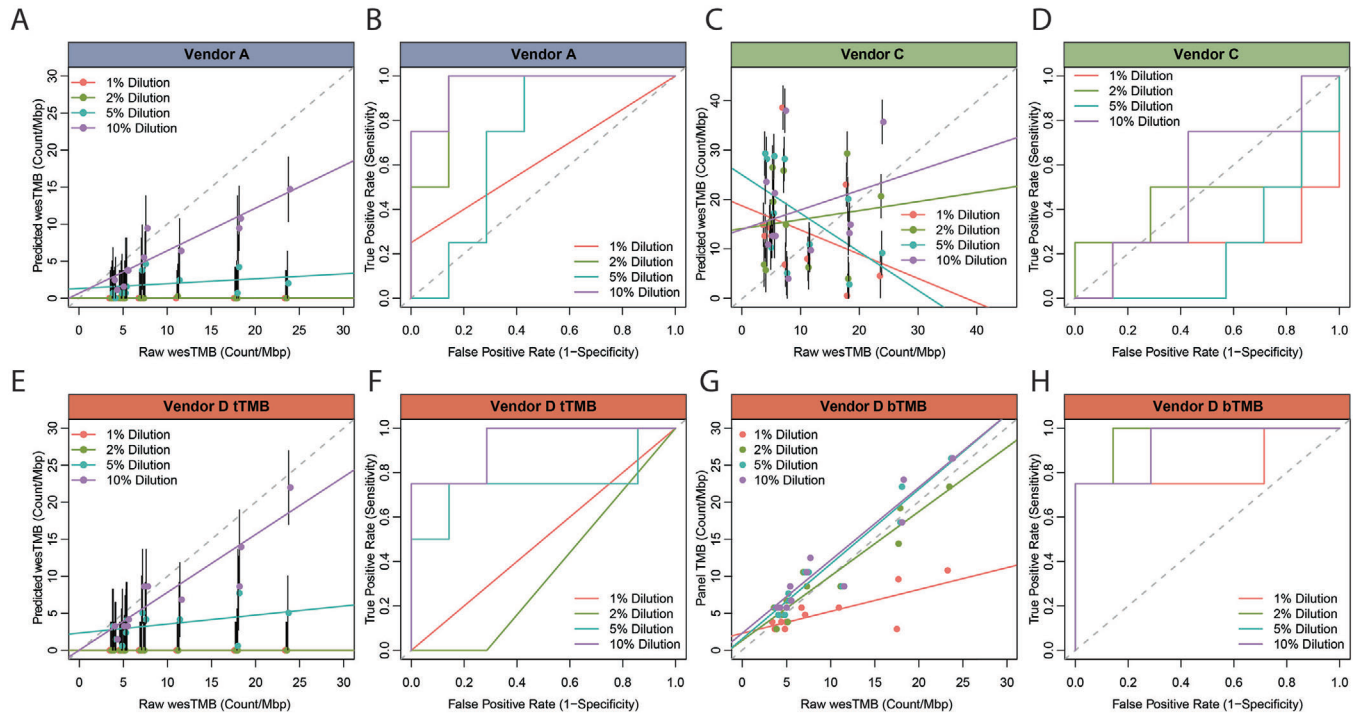 A
Vendor A
Predicted wesTMB (Count/Mbp)
30
25
20
15
10
5
0
1% Dilution
2% Dilution
5% Dilution
10% Dilution
0 5 10 15 20 25 30
Raw wesTMB (Count/Mbp)
B
Vendor A
True Positive Rate (Sensitivity)
1.0
0.8
0.6
0.4
0.2
0.0
1% Dilution
2% Dilution
5% Dilution
10% Dilution
0.0 0.2 0.4 0.6 0.8 1.0
False Positive Rate (1−Specificity)
C
Vendor C
Predicted wesTMB (Count/Mbp)
40
30
20
10
0
1% Dilution
2% Dilution
5% Dilution
10% Dilution
0 10 20 30 40
Raw wesTMB (Count/Mbp)
D
Vendor C
True Positive Rate (Sensitivity)
1.0
0.8
0.6
0.4
0.2
0.0
1% Dilution
2% Dilution
5% Dilution
10% Dilution
0.0 0.2 0.4 0.6 0.8 1.0
False Positive Rate (1−Specificity)
E
Vendor D tTMB
Predicted wesTMB (Count/Mbp)
30
25
20
15
10
5
0
1% Dilution
2% Dilution
5% Dilution
10% Dilution
0 5 10 15 20 25 30
Raw wesTMB (Count/Mbp)
F
Vendor D tTMB
True Positive Rate (Sensitivity)
1.0
0.8
0.6
0.4
0.2
0.0
1% Dilution
2% Dilution
5% Dilution
10% Dilution
0.0 0.2 0.4 0.6 0.8 1.0
False Positive Rate (1−Specificity)
G
Vendor D bTMB
Panel TMB (Count/Mbp)
30
25
20
15
10
5
0
1% Dilution
2% Dilution
5% Dilution
10% Dilution
0 5 10 15 20 25 30
Raw wesTMB (Count/Mbp)
H
Vendor D bTMB
True Positive Rate (Sensitivity)
1.0
0.8
0.6
0.4
0.2
0.0
1% Dilution
2% Dilution
5% Dilution
10% Dilution
0.0 0.2 0.4 0.6 0.8 1.0
False Positive Rate (1−Specificity)